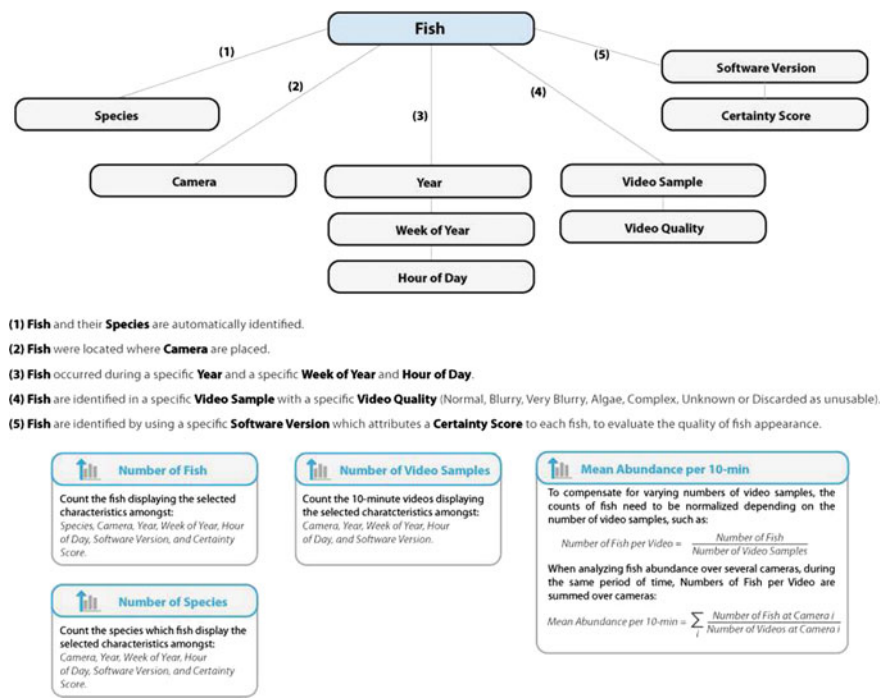 Fish
(1)
(5)
Software Version
(2)
(4)
Species
(3)
Certainty Score
Camera
Year
Video Sample
Week of Year
Video Quality
Hour of Day
(1) Fish and their Species are automatically identified.
(2) Fish were located where Camera are placed.
(3) Fish occurred during a specific Year and a specific Week of Year and Hour of Day.
(4) Fish are identified in a specific Video Sample with a specific Video Quality (Normal, Blurry, Very Blurry, Algae, Complex, Unknown or Discarded as unusable).
(5) Fish are identified by using a specific Software Version which attributes a Certainty Score to each fish, to evaluate the quality of fish appearance.
Number of Fish
Count the fish displaying the selected
characteristics amongst:
Species, Camera, Year, Week of Year, Hour
of Day, Software Version, and Certainty
Score.
Number of Video Samples
Count the 10-minute videos displaying
the selected charatcteristics amongst:
Camera, Year, Week of Year, Hour
of Day, and Software Version.
Mean Abundance per 10-min
To compensate for varying numbers of video samples, the
counts of fish need to be normalized depending on the
number of video samples, such as:
Number of Fish per Video = Number of Fish / Number of Video Samples
When analyzing fish abundance over several cameras, during
the same period of time, Numbers of Fish per Video are
summed over cameras:
Mean Abundance per 10-min = ∑ i Number of Fish at Camera i / Number of Videos at Camera i
Number of Species
Count the species which fish display the
selected characteristics amongst:
Camera, Year, Week of Year, Hour
of Day, Software Version, and Certainty
Score.